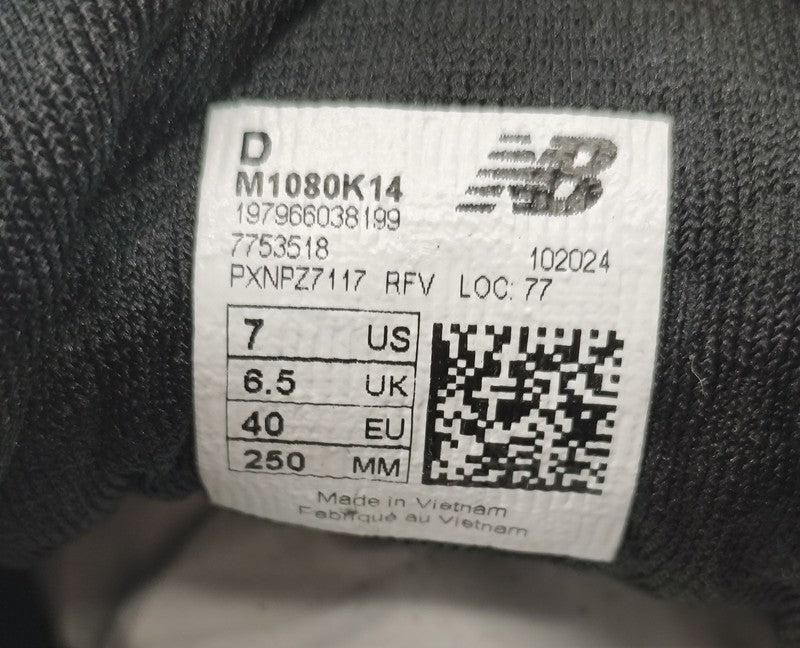 D
NB
M1080K14
197966038199
7753518
102024
PXNPZ7117 RFV LOC: 77
7 US
6.5 UK
40 EU
250 MM
Made in Vietnam
Fabriqué au Vietnam